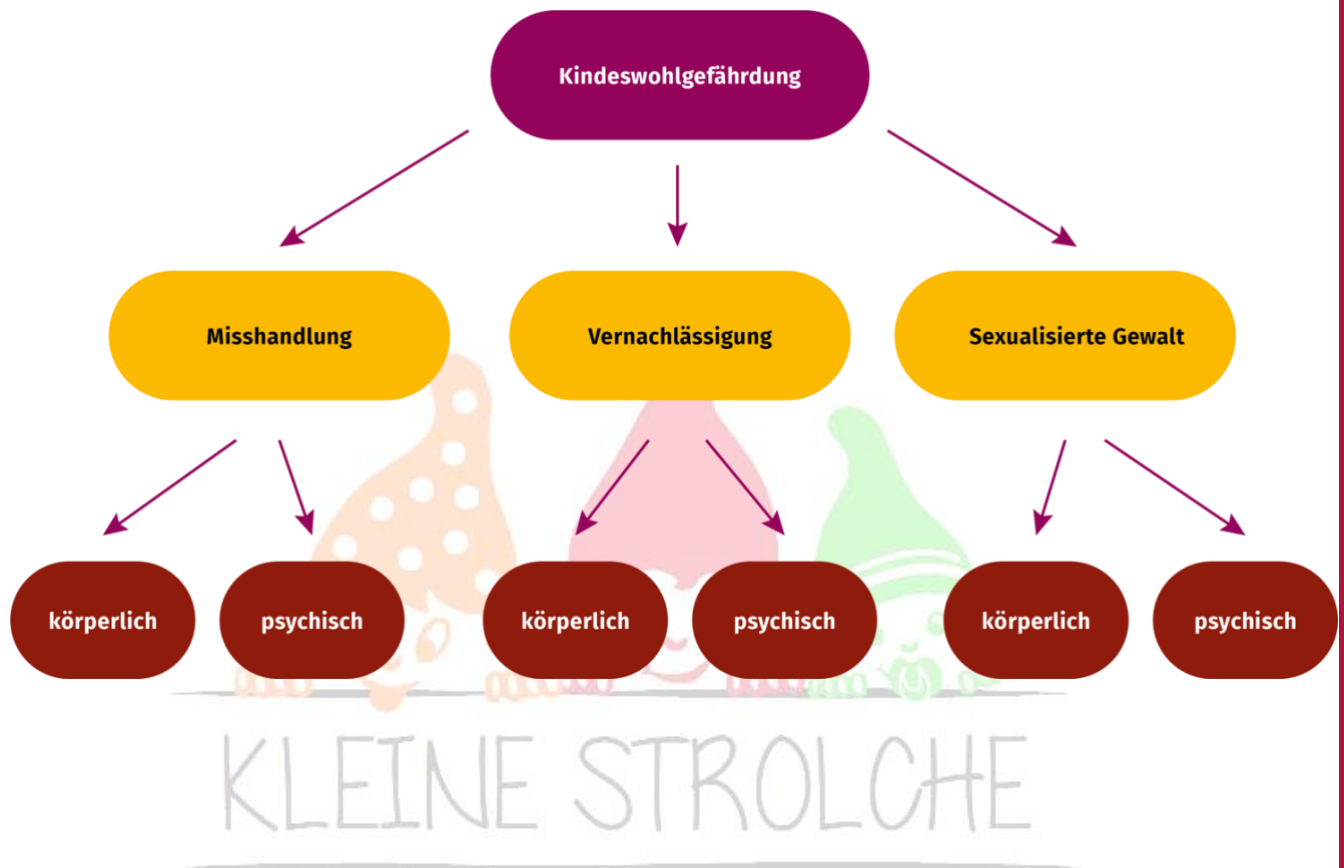 Kindeswohlgefährdung
Misshandlung
Vernachlässigung
Sexualisierte Gewalt
körperlich
psychisch
körperlich
psychisch
körperlich
psychisch
KLEINE STROLCHE